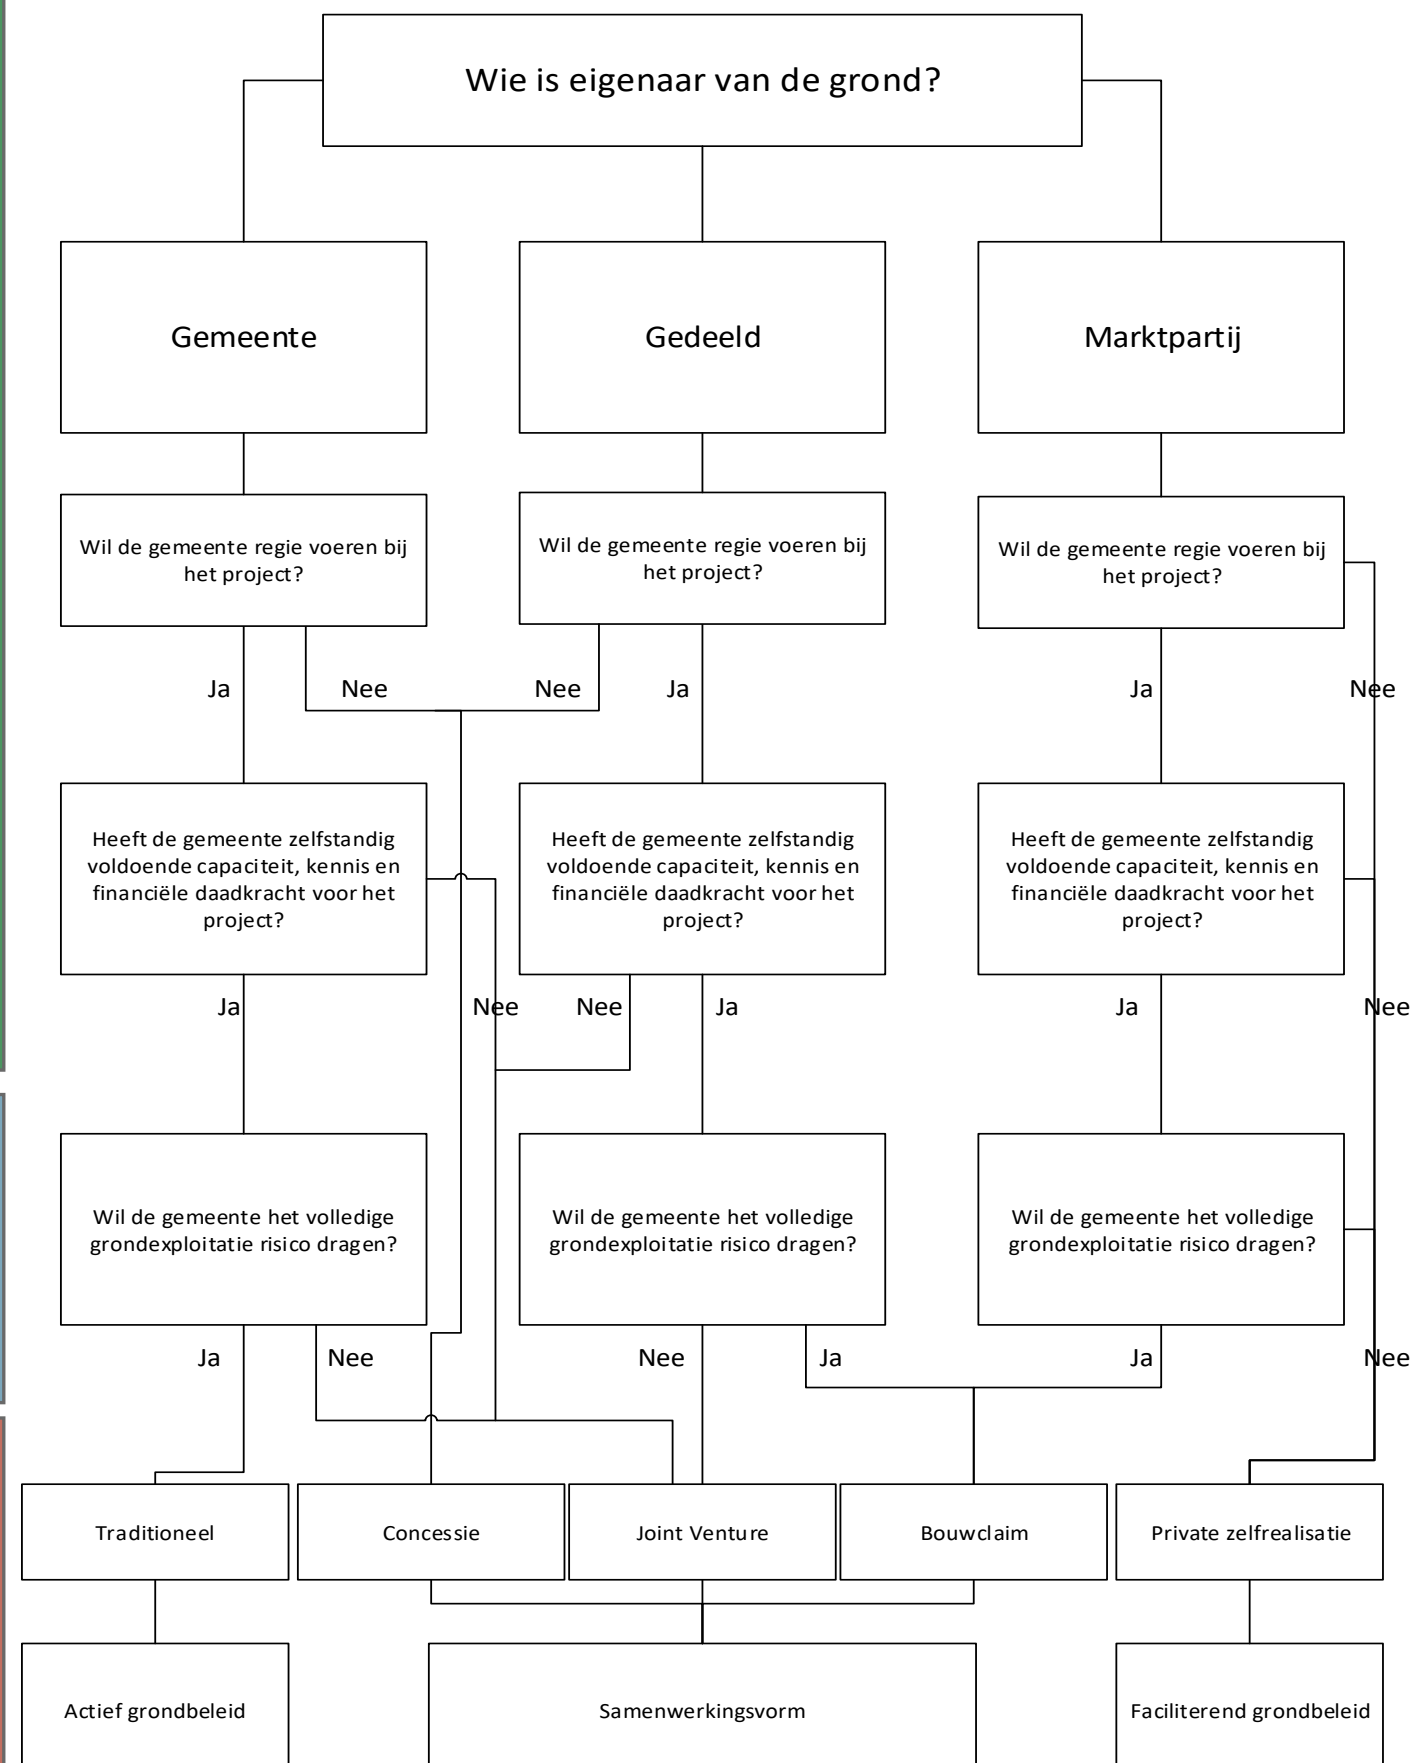 Wie is eigenaar van de grond?
Gemeente
Gedeeld
Marktpartij
Wil de gemeente regie voeren bij
het project?
Wil de gemeente regie voeren bij
het project?
Wil de gemeente regie voeren bij
het project?
Ja
Nee
Nee
Ja
Ja
Nee
Heeft de gemeente zelfstandig
voldoende capaciteit, kennis en
financiële daadkracht voor het
project?
Heeft de gemeente zelfstandig
voldoende capaciteit, kennis en
financiële daadkracht voor het
project?
Heeft de gemeente zelfstandig
voldoende capaciteit, kennis en
financiële daadkracht voor het
project?
Ja
Nee
Nee
Ja
Ja
Nee
Wil de gemeente het volledige
grondexploitatie risico dragen?
Wil de gemeente het volledige
grondexploitatie risico dragen?
Wil de gemeente het volledige
grondexploitatie risico dragen?
Ja
Nee
Nee
Ja
Ja
Nee
Traditioneel
Concessie
Joint Venture
Bouwclaim
Private zelfrealisatie
Actief grondbeleid
Samenwerkingsvorm
Faciliterend grondbeleid